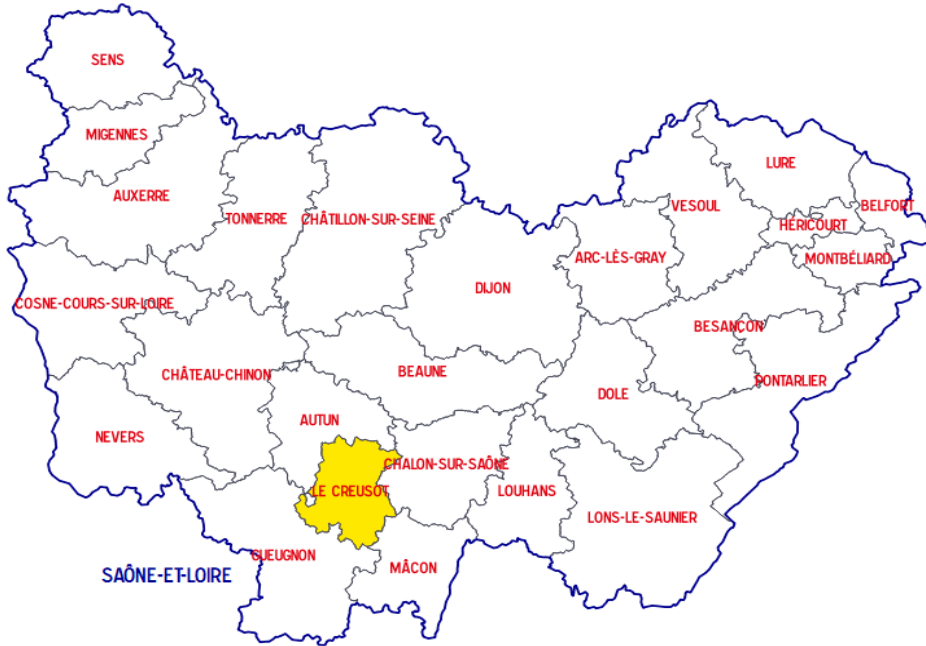 SENS
MIGENNES
LURE
AUXERRE
BELFORT
VESOUL
TONNERRE
CHÂTILLON-SUR-SEINE
HÉRICOURT
ARC-LÈS-GRAY
MONTBÉLIARD
DIJON
COSNE-COURS-SUR-LOIRE
BESANÇON
BEAUNE
CHÂTEAU-CHINON
PONTARLIER
DOLE
AUTUN
NEVERS
CHALON-SUR-SAÔNE
LE CREUSOT
LOUHANS
LONS-LE-SAUNIER
GUEUGNON
MÂCON
SAÔNE-ET-LOIRE